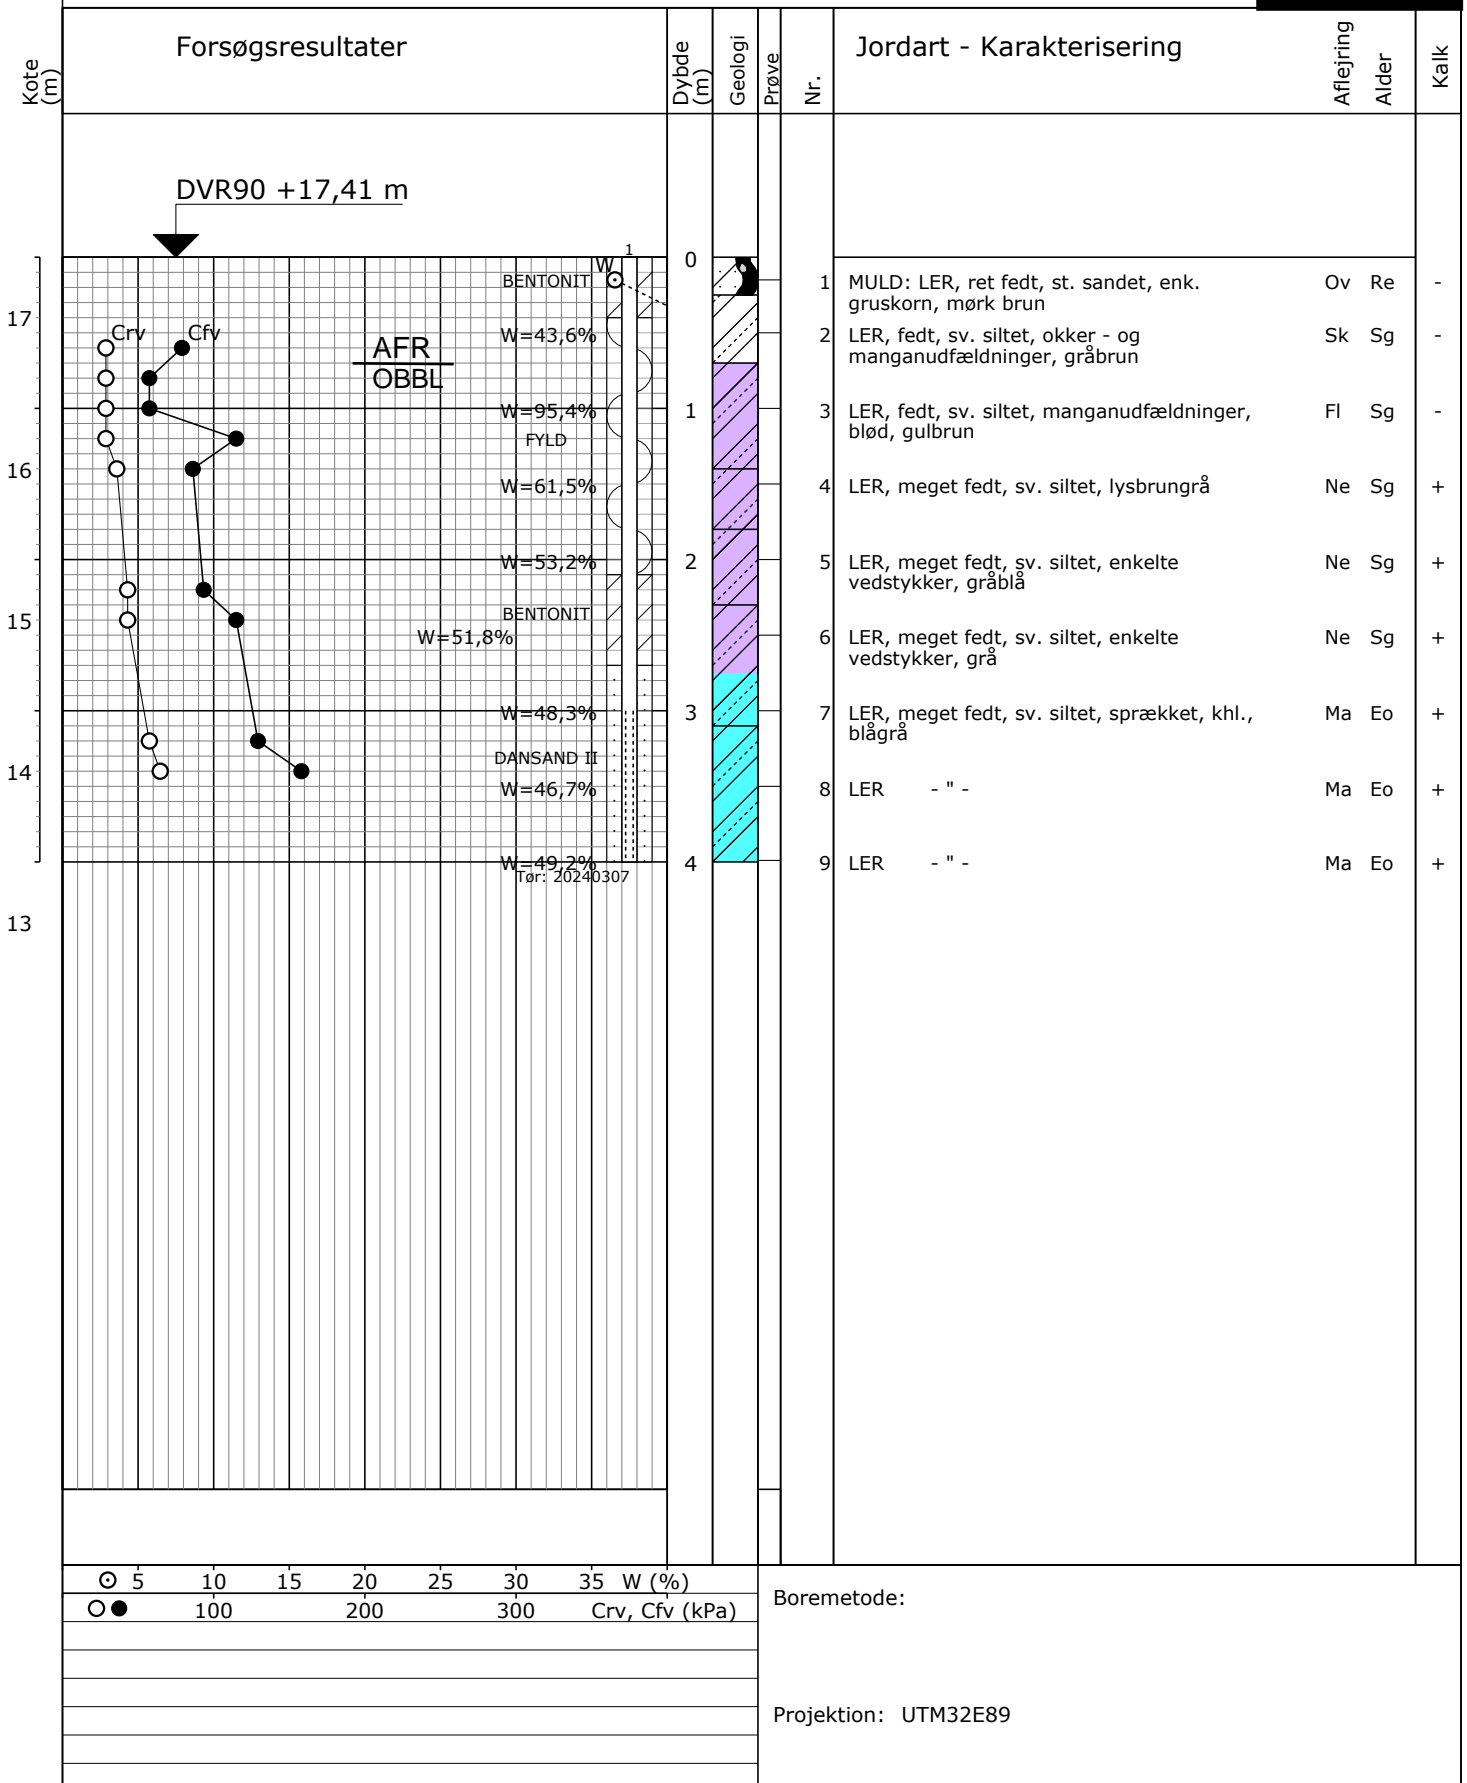 Kote (m)
Forsøgsresultater
Dybde (m)
Geologi
Prøve
Nr.
Jordart - Karakterisering
Aflejring
Alder
Kalk
DVR90 +17,41 m
1
W
0
BENTONIT
1 MULD: LER, ret fedt, st. sandet, enk. Ov Re -
gruskorn, mørk brun
17
Crv Cfv
W=43,6%
2 LER, fedt, sv. siltet, okker - og Sk Sg -
manganudfældninger, gråbrun
AFR
OBBL
W=95,4%
1
3 LER, fedt, sv. siltet, manganudfældninger, Fl Sg -
blød, gulbrun
FYLD
16
W=61,5%
4 LER, meget fedt, sv. siltet, lysbrungrå Ne Sg +
W=53,2%
2
5 LER, meget fedt, sv. siltet, enkelte Ne Sg +
vedstykker, gråblå
BENTONIT
15
W=51,8%
6 LER, meget fedt, sv. siltet, enkelte Ne Sg +
vedstykker, grå
W=48,3%
3
7 LER, meget fedt, sv. siltet, sprækket, khl., Ma Eo +
blågrå
DANSAND II
14
W=46,7%
8 LER - " - Ma Eo +
W=49,2%
4
9 LER - " - Ma Eo +
Tør: 20240307
13
5 10 15 20 25 30 35 W (%)
100 200 300 Crv, Cfv (kPa)
Boremetode:
Projektion: UTM32E89